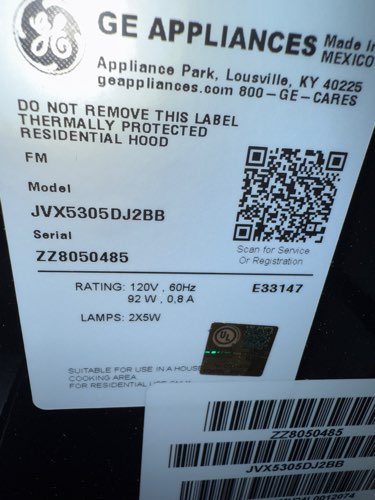 GE APPLIANCES Made in
MEXICO
Appliance Park, Lousville, KY 40225
geappliances.com 800-GE-CARES
DO NOT REMOVE THIS LABEL
THERMALLY PROTECTED
RESIDENTIAL HOOD
FM
Model
JVX5305DJ2BB
Serial
ZZ8050485
Scan for Service
Or Registration
RATING: 120V , 60Hz
92 W , 0,8 A
E33147
LAMPS: 2X5W
SUITABLE FOR USE IN A
COOKING AREA
FOR RESIDENTIAL
ZZ8050485
JVX5305DJ2BB